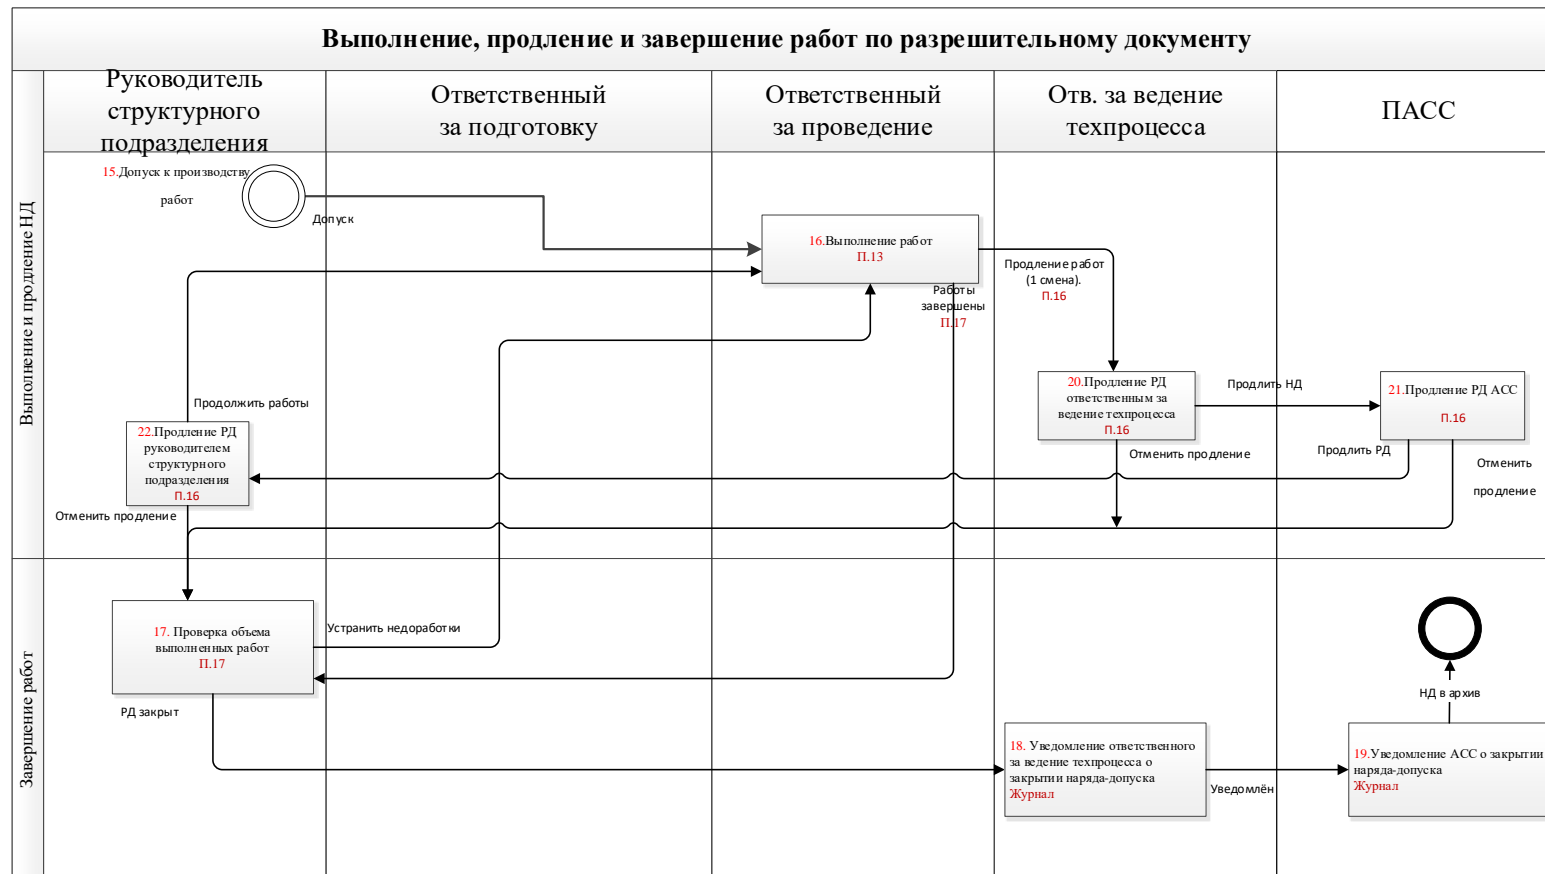 Выполнение, продление и завершение работ по разрешительному документу
Руководитель
структурного
подразделения
Ответственный
за подготовку
Ответственный
за проведение
Отв. за ведение
техпроцесса
ПАСС
Выполнение и продление НД
15.Допуск к производству
работ
Допуск
16.Выполнение работ
П.13
Продление работ
(1 смена).
П.16
Работы
завершены
П.17
Продолжить работы
20.Продление РД
ответственным за
ведение техпроцесса
П.16
Продлить НД
21.Продление РД АСС
П.16
22.Продление РД
руководителем
структурного
подразделения
П.16
Отменить продление
Продлить РД
Отменить
продление
Отменить продление
Завершение работ
17. Проверка объема
выполненных работ
П.17
Устранить недоработки
РД закрыт
НД в архив
18. Уведомление ответственного
за ведение техпроцесса о
закрытии наряда-допуска
Журнал
Уведомлён
19.Уведомление АСС о закрытии
наряда-допуска
Журнал